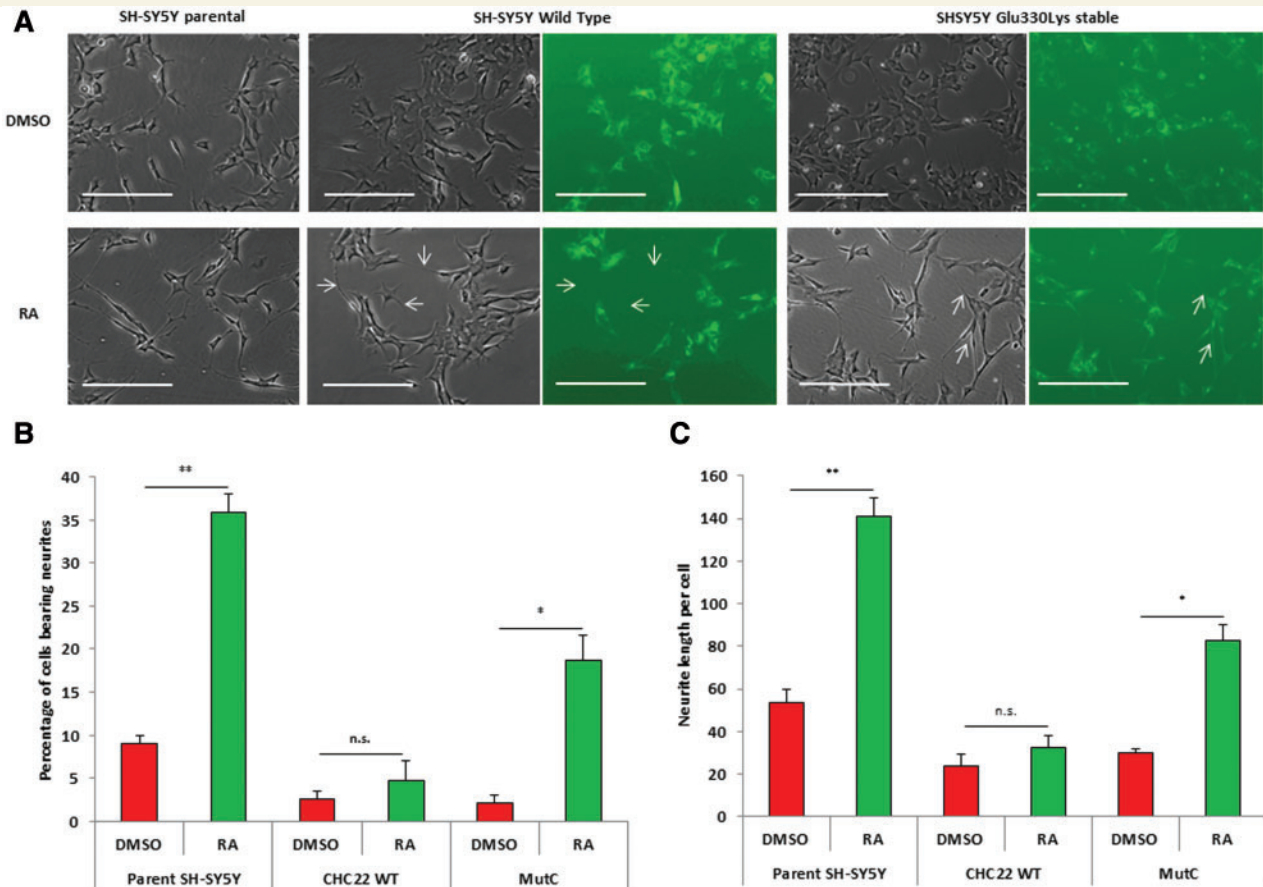 A
SH-SY5Y parental
SH-SY5Y Wild Type
SHSY5Y Glu330Lys stable
DMSO
RA
B
Percentage of cells bearing neurites
40
35
30
25
20
15
10
5
0
**
n.s.
*
DMSO RA DMSO RA DMSO RA
Parent SH-SY5Y CHC22 WT MutC
C
Neurite length per cell
160
140
120
100
80
60
40
20
0
**
n.s.
*
DMSO RA DMSO RA DMSO RA
Parent SH-SY5Y CHC22 WT MutC